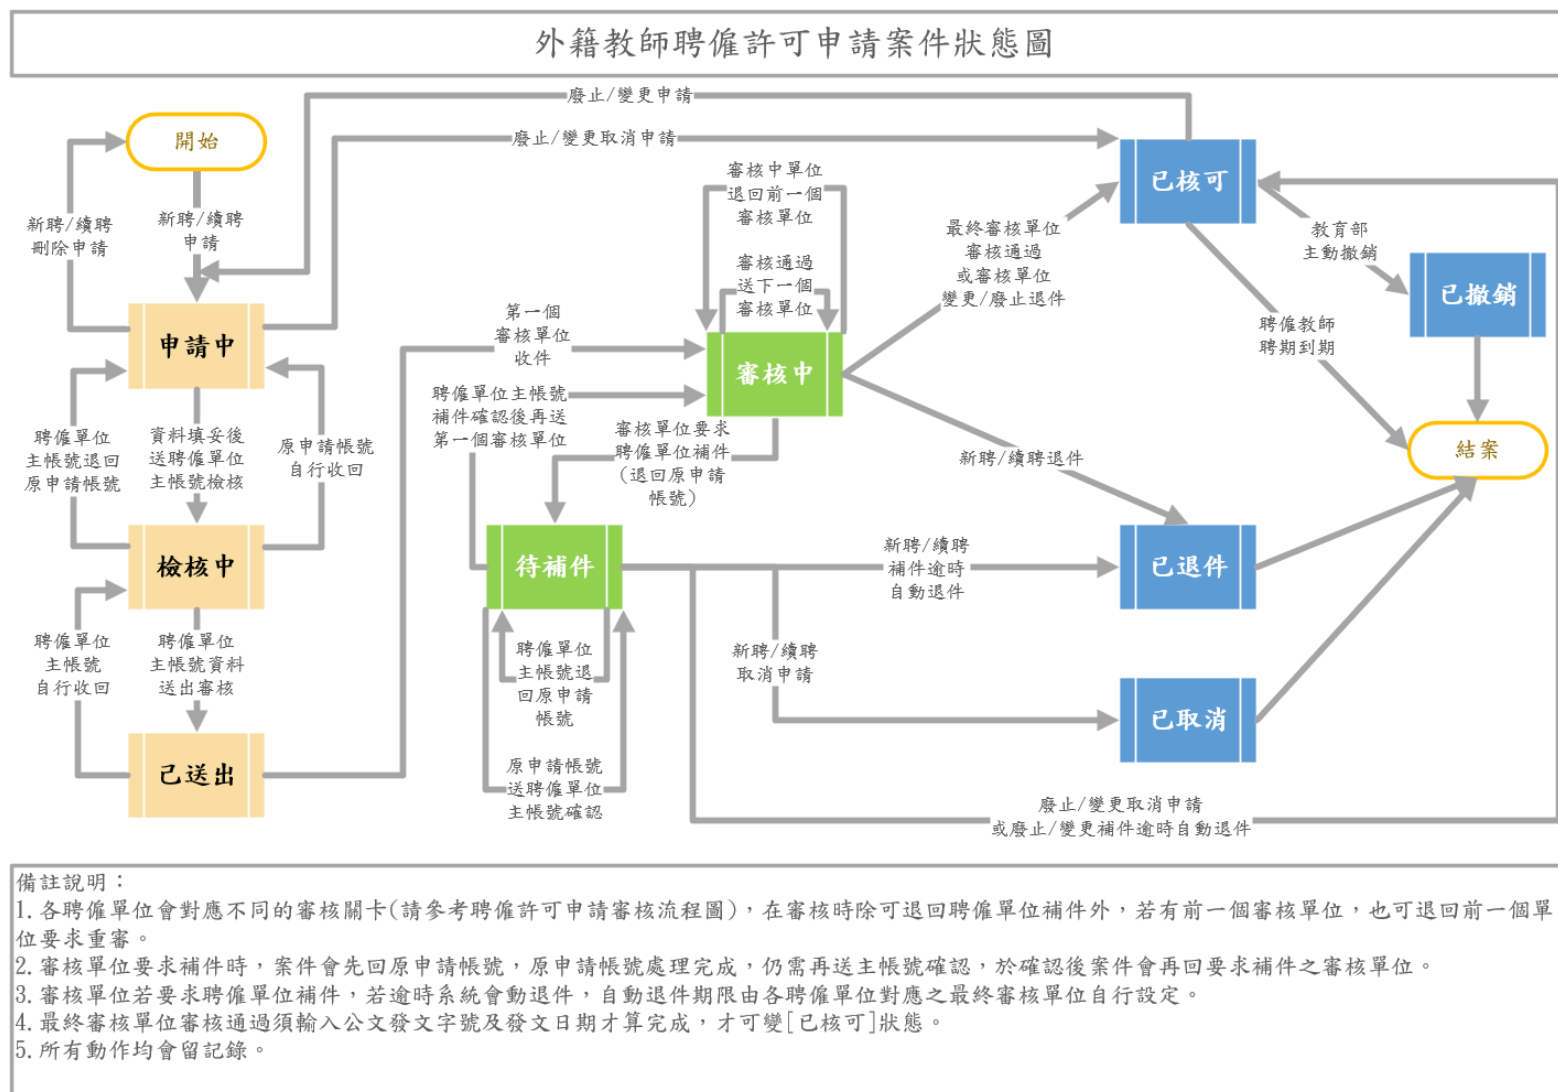 外籍教師聘僱許可申請案件狀態圖
廢止/變更申請
廢止/變更取消申請
開始
新聘/續聘
刪除申請
新聘/續聘
申請
申請中
聘僱單位
主帳號退回
原申請帳號
資料填妥後
送聘僱單位
主帳號檢核
原申請帳號
自行收回
檢核中
聘僱單位
主帳號
自行收回
聘僱單位
主帳號資料
送出審核
己送出
第一個
審核單位
收件
審核中單位
退回前一個
審核單位
審核通過
送下一個
審核單位
審核中
聘僱單位主帳號
補件確認後再送
第一個審核單位
審核單位要求
聘僱單位補件
(退回原申請
帳號)
待補件
聘僱單位
主帳號退
回原申請
帳號
原申請帳號
送聘僱單位
主帳號確認
最終審核單位
審核通過
或審核單位
變更/廢止退件
新聘/續聘退件
新聘/續聘
補件逾時
自動退件
新聘/續聘
取消申請
已核可
教育部
主動撤銷
已撤銷
聘僱教師
聘期到期
結案
已退件
已取消
廢止/變更取消申請
或廢止/變更補件逾時自動退件
備註說明：
1. 各聘僱單位會對應不同的審核關卡(請參考聘僱許可申請審核流程圖)，在審核時除可退回聘僱單位補件外，若有前一個審核單位，也可退回前一個單
位要求重審。
2. 審核單位要求補件時，案件會先回原申請帳號，原申請帳號處理完成，仍需再送主帳號確認，於確認後案件會再回要求補件之審核單位。
3. 審核單位若要求聘僱單位補件，若逾時系統會動退件，自動退件期限由各聘僱單位對應之最終審核單位自行設定。
4. 最終審核單位審核通過須輸入公文發文字號及發文日期才算完成，才可變[已核可]狀態。
5. 所有動作均會留記錄。